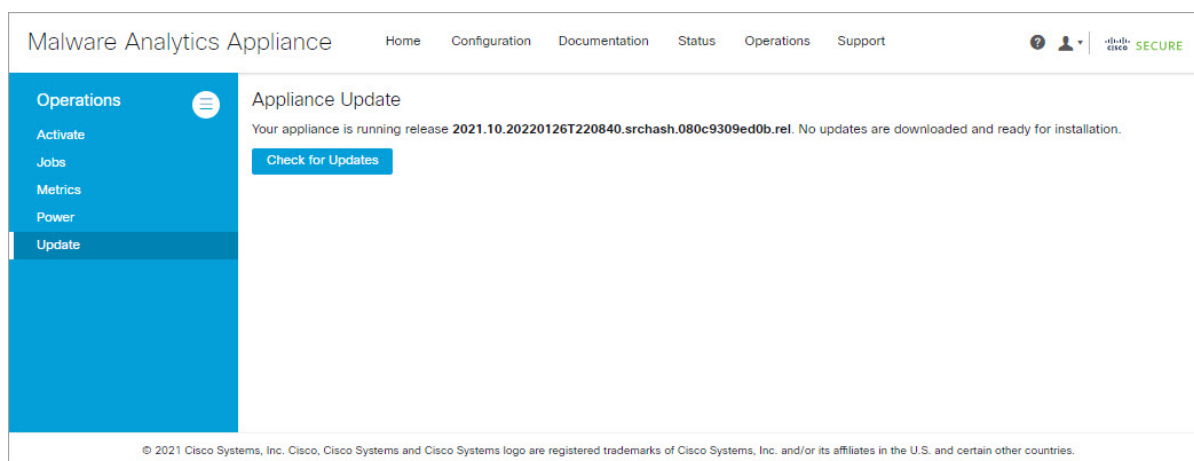 Malware Analytics Appliance
Home Configuration Documentation Status Operations Support
CISCO SECURE
Operations
Activate
Jobs
Metrics
Power
Update
Appliance Update
Your appliance is running release 2021.10.20220126T220840.srchash.080c9309ed0b.rel. No updates are downloaded and ready for installation.
Check for Updates
© 2021 Cisco Systems, Inc. Cisco, Cisco Systems and Cisco Systems logo are registered trademarks of Cisco Systems, Inc. and/or its affiliates in the U.S. and certain other countries.